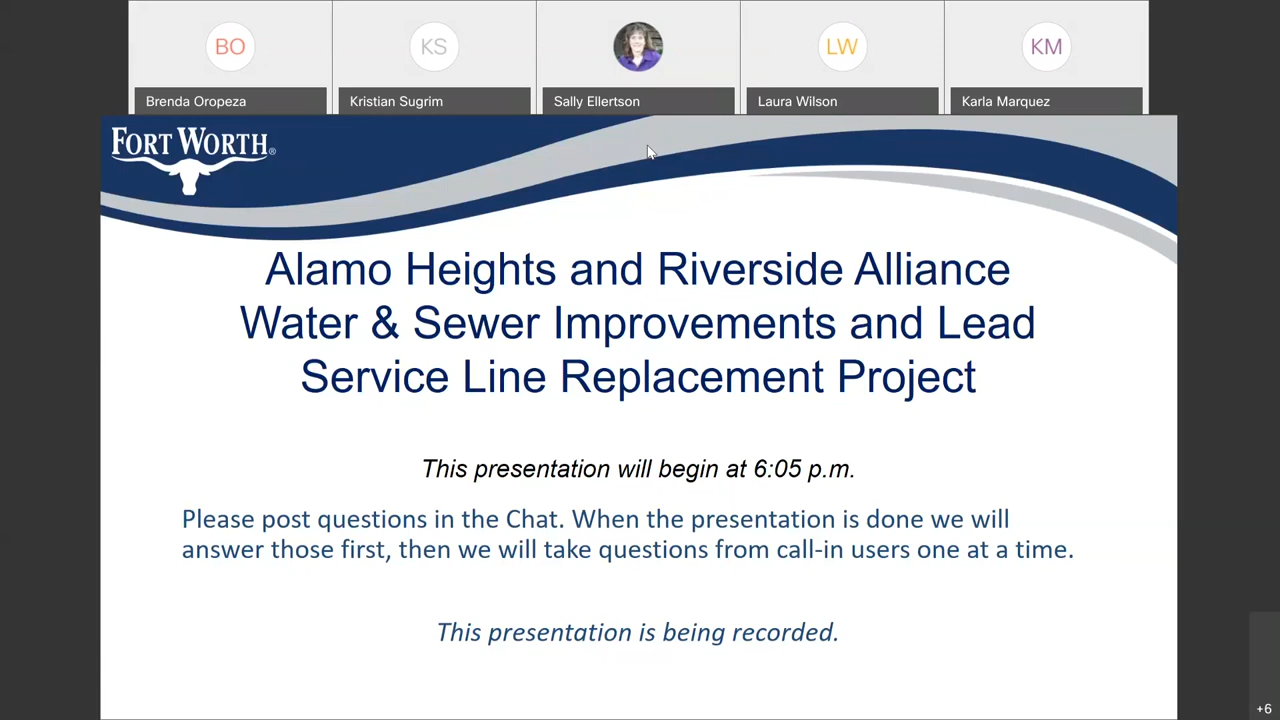 BO
KS
LW
KM
Brenda Oropeza
Kristian Sugrim
Sally Ellertson
Laura Wilson
Karla Marquez
FORT WORTH®
Alamo Heights and Riverside Alliance
Water & Sewer Improvements and Lead
Service Line Replacement Project
This presentation will begin at 6:05 p.m.
Please post questions in the Chat. When the presentation is done we will
answer those first, then we will take questions from call-in users one at a time.
This presentation is being recorded.
+6